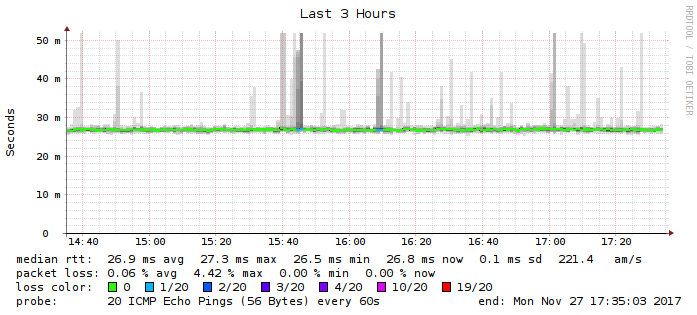 Last 3 Hours
RRDTOOL / TOBI OETIKER
Seconds
50 m
40 m
30 m
20 m
10 m
0
14:40 15:00 15:20 15:40 16:00 16:20 16:40 17:00 17:20
median rtt: 26.9 ms avg 27.3 ms max 26.5 ms min 26.8 ms now 0.1 ms sd 221.4 am/s
packet loss: 0.06 % avg 4.42 % max 0.00 % min 0.00 % now
loss color: 0 1/20 2/20 3/20 4/20 10/20 19/20
probe: 20 ICMP Echo Pings (56 Bytes) every 60s end: Mon Nov 27 17:35:03 2017